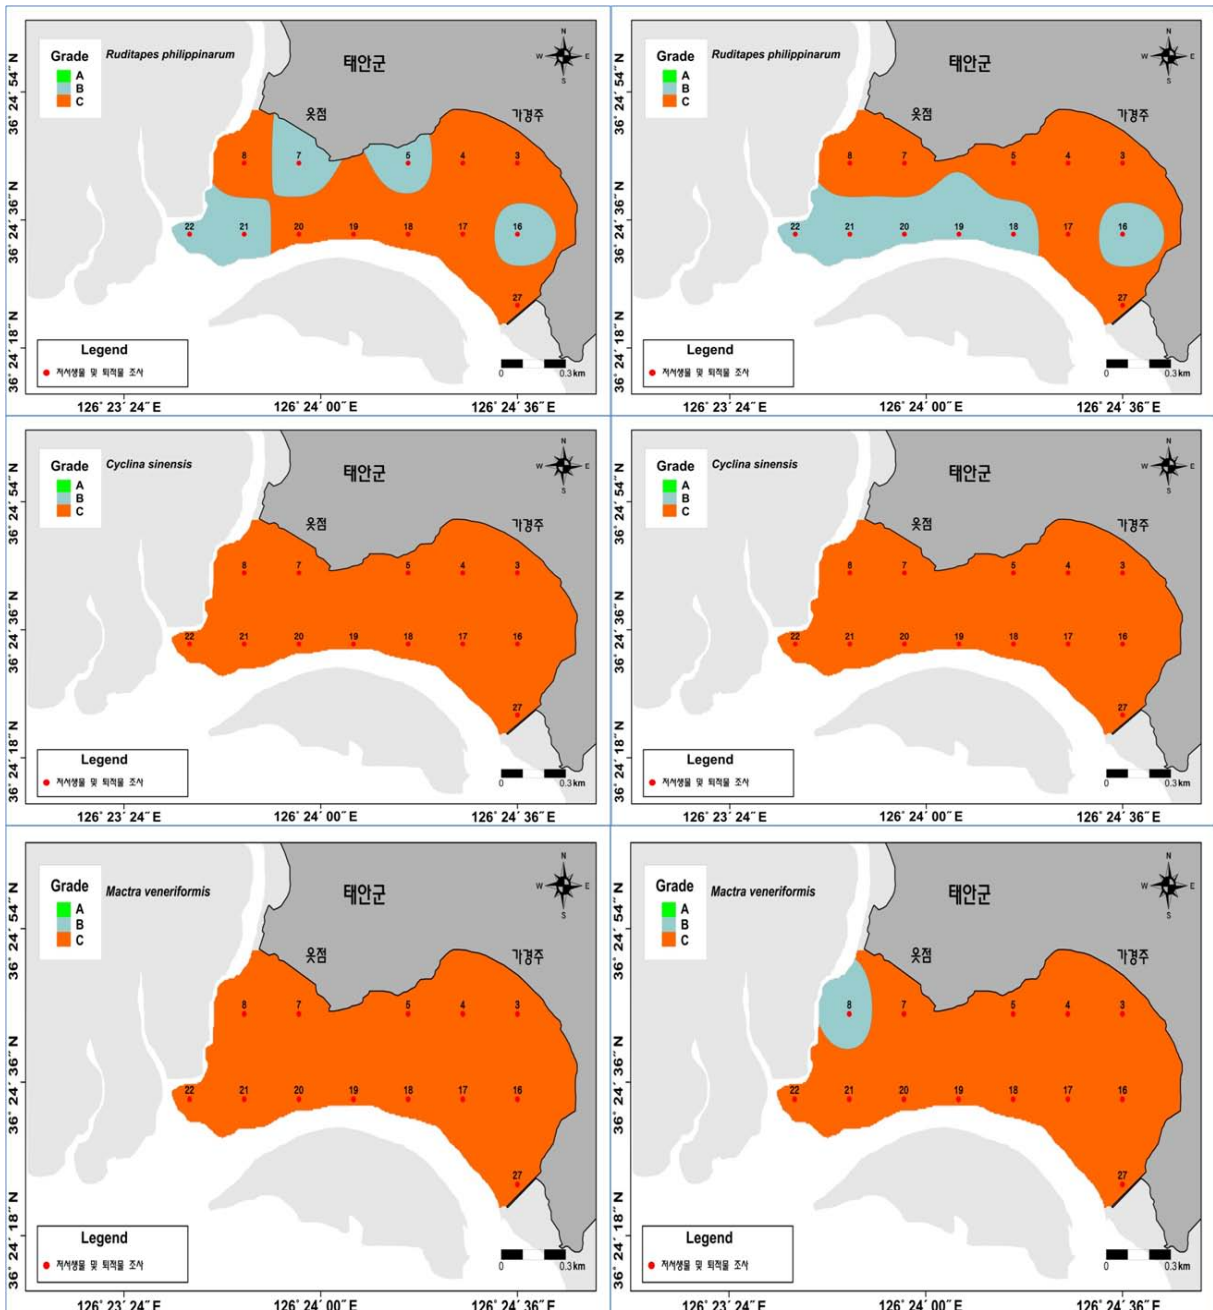 Grade
A
B
C
Ruditapes philippinarum
태안군
N
W E
S
옷점
가경주
8 7 5 4 3
22 21 20 19 18 17 16
27
Legend
저서생물 및 퇴적물 조사
0 0.3 km
36° 24′ 54″ N
36° 24′ 36″ N
36° 24′ 18″ N
126° 23′ 24″ E 126° 24′ 00″ E 126° 24′ 36″ E
Grade
A
B
C
Ruditapes philippinarum
태안군
N
W E
S
옷점
가경주
8 7 5 4 3
22 21 20 19 18 17 16
27
Legend
저서생물 및 퇴적물 조사
0 0.3 km
36° 24′ 54″ N
36° 24′ 36″ N
36° 24′ 18″ N
126° 23′ 24″ E 126° 24′ 00″ E 126° 24′ 36″ E
Grade
A
B
C
Cyclina sinensis
태안군
N
W E
S
옷점
가경주
8 7 5 4 3
22 21 20 19 18 17 16
27
Legend
저서생물 및 퇴적물 조사
0 0.3 km
36° 24′ 54″ N
36° 24′ 36″ N
36° 24′ 18″ N
126° 23′ 24″ E 126° 24′ 00″ E 126° 24′ 36″ E
Grade
A
B
C
Cyclina sinensis
태안군
N
W E
S
옷점
가경주
8 7 5 4 3
22 21 20 19 18 17 16
27
Legend
저서생물 및 퇴적물 조사
0 0.3 km
36° 24′ 54″ N
36° 24′ 36″ N
36° 24′ 18″ N
126° 23′ 24″ E 126° 24′ 00″ E 126° 24′ 36″ E
Grade
A
B
C
Mactra veneriformis
태안군
N
W E
S
옷점
가경주
8 7 5 4 3
22 21 20 19 18 17 16
27
Legend
저서생물 및 퇴적물 조사
0 0.3 km
36° 24′ 54″ N
36° 24′ 36″ N
36° 24′ 18″ N
126° 23′ 24″ E 126° 24′ 00″ E 126° 24′ 36″ E
Grade
A
B
C
Mactra veneriformis
태안군
N
W E
S
옷점
가경주
8 7 5 4 3
22 21 20 19 18 17 16
27
Legend
저서생물 및 퇴적물 조사
0 0.3 km
36° 24′ 54″ N
36° 24′ 36″ N
36° 24′ 18″ N
126° 23′ 24″ E 126° 24′ 00″ E 126° 24′ 36″ E